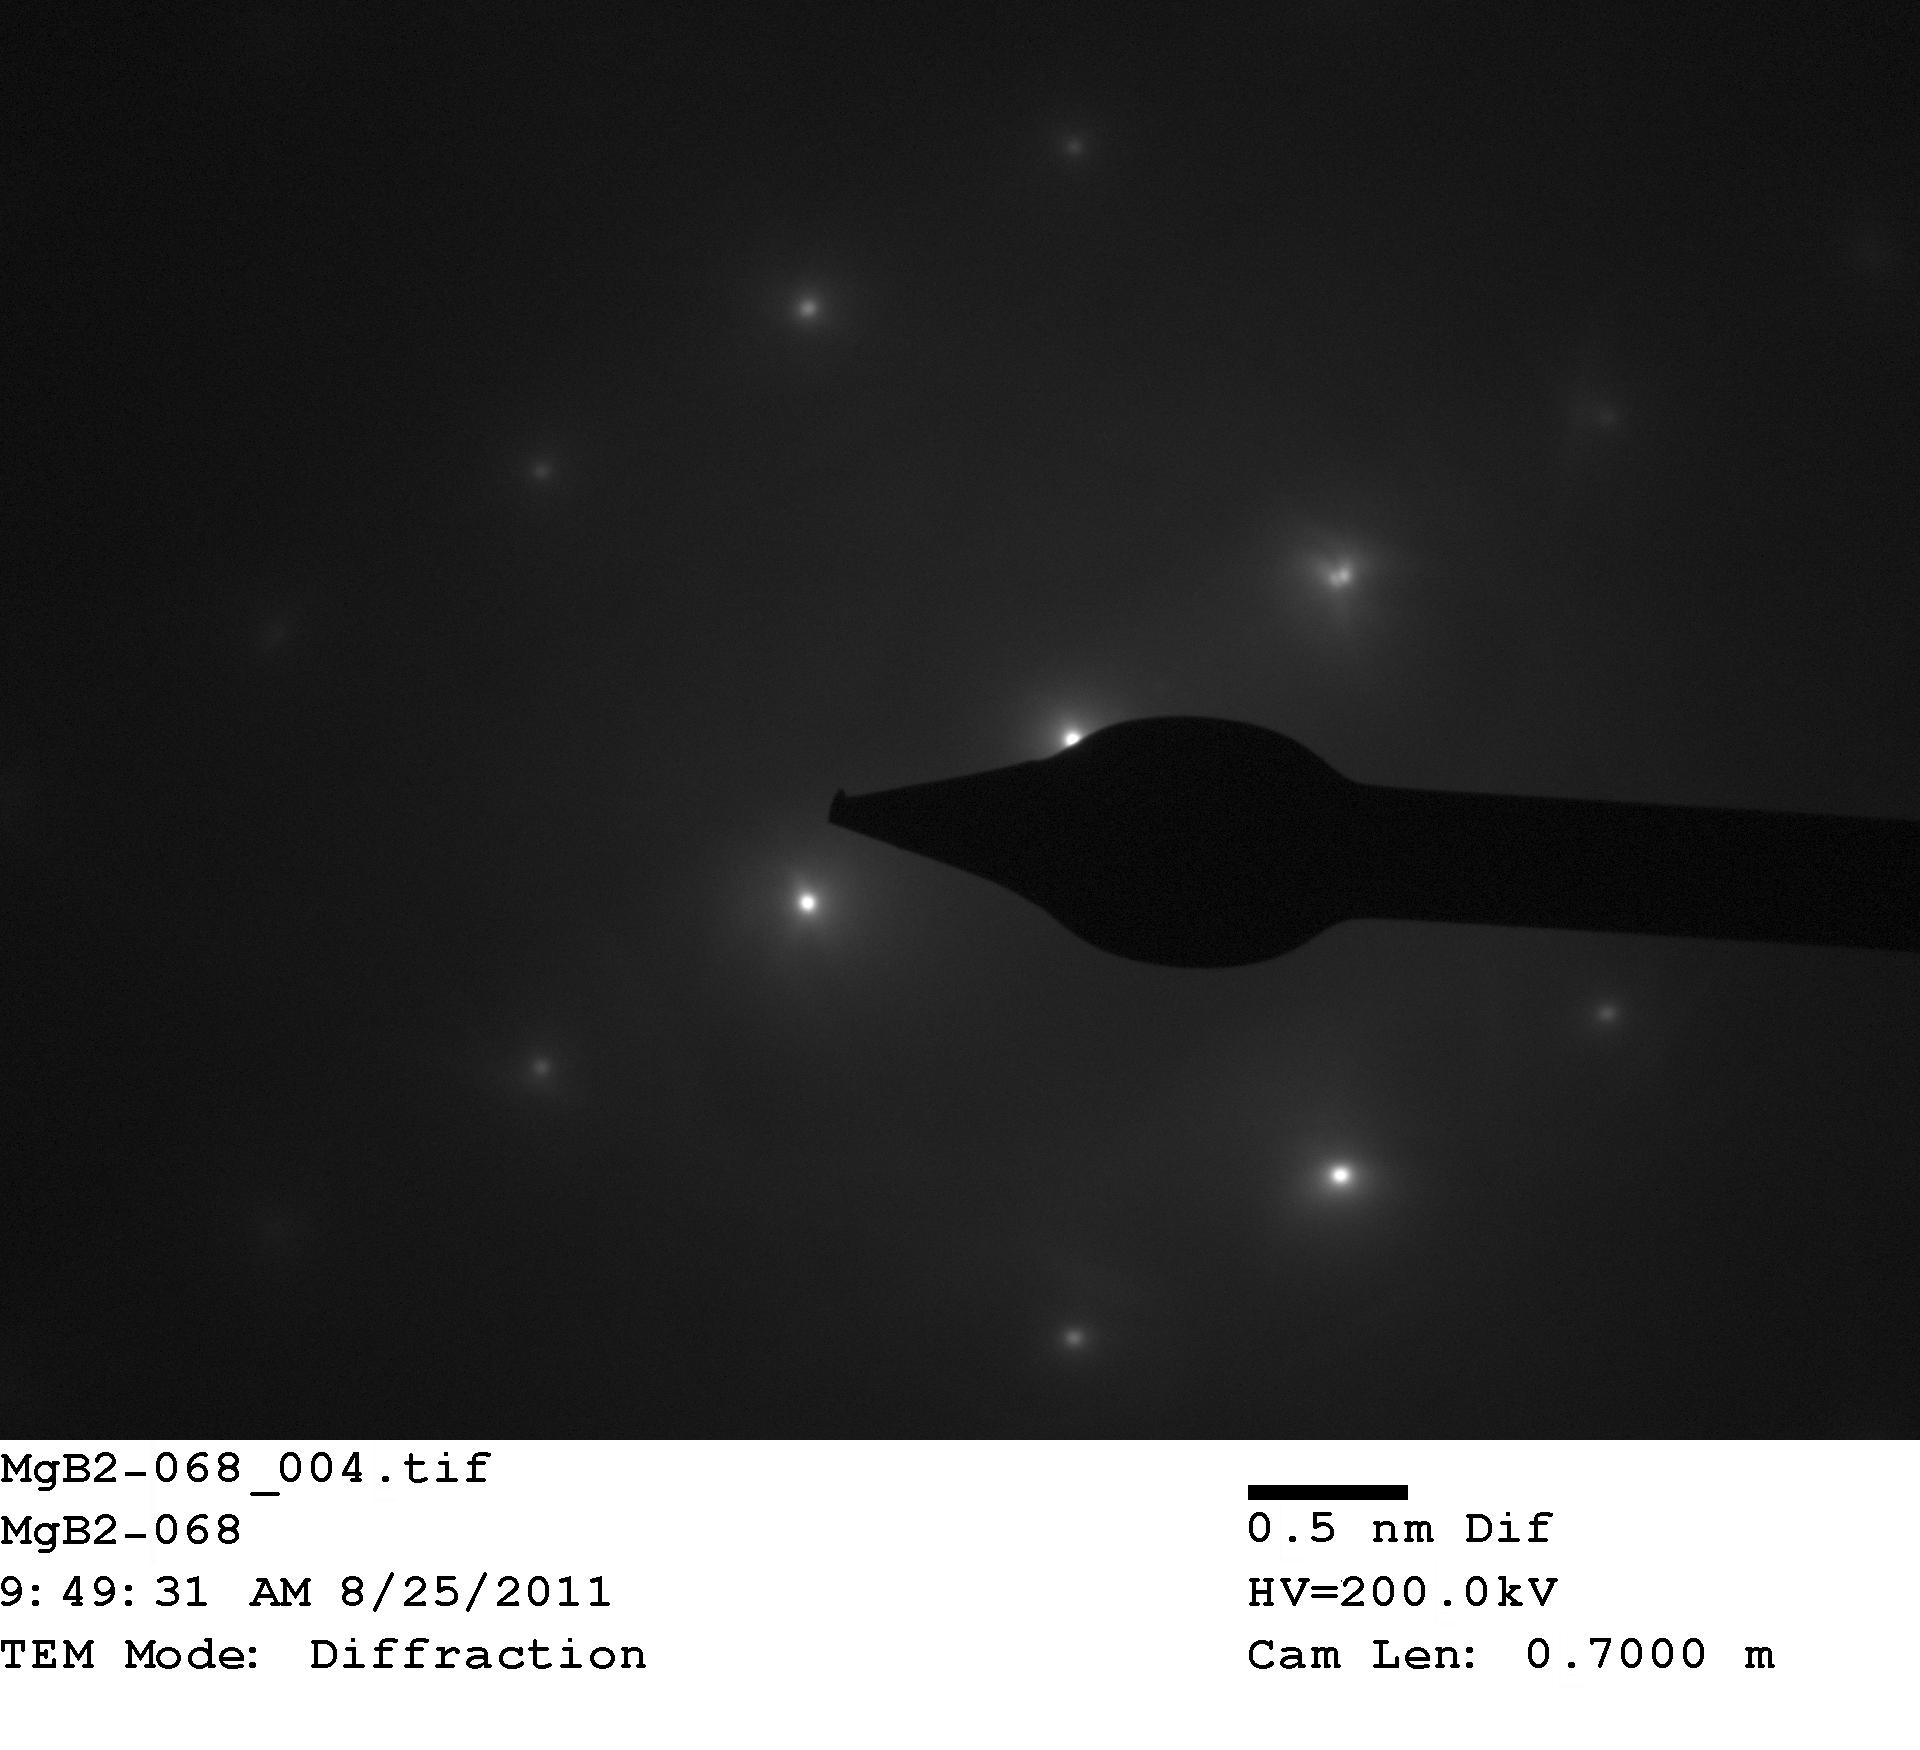 MgB2-068_004.tif
MgB2-068
9:49:31 AM 8/25/2011
TEM Mode: Diffraction
0.5 nm Dif
HV=200.0kV
Cam Len: 0.7000 m